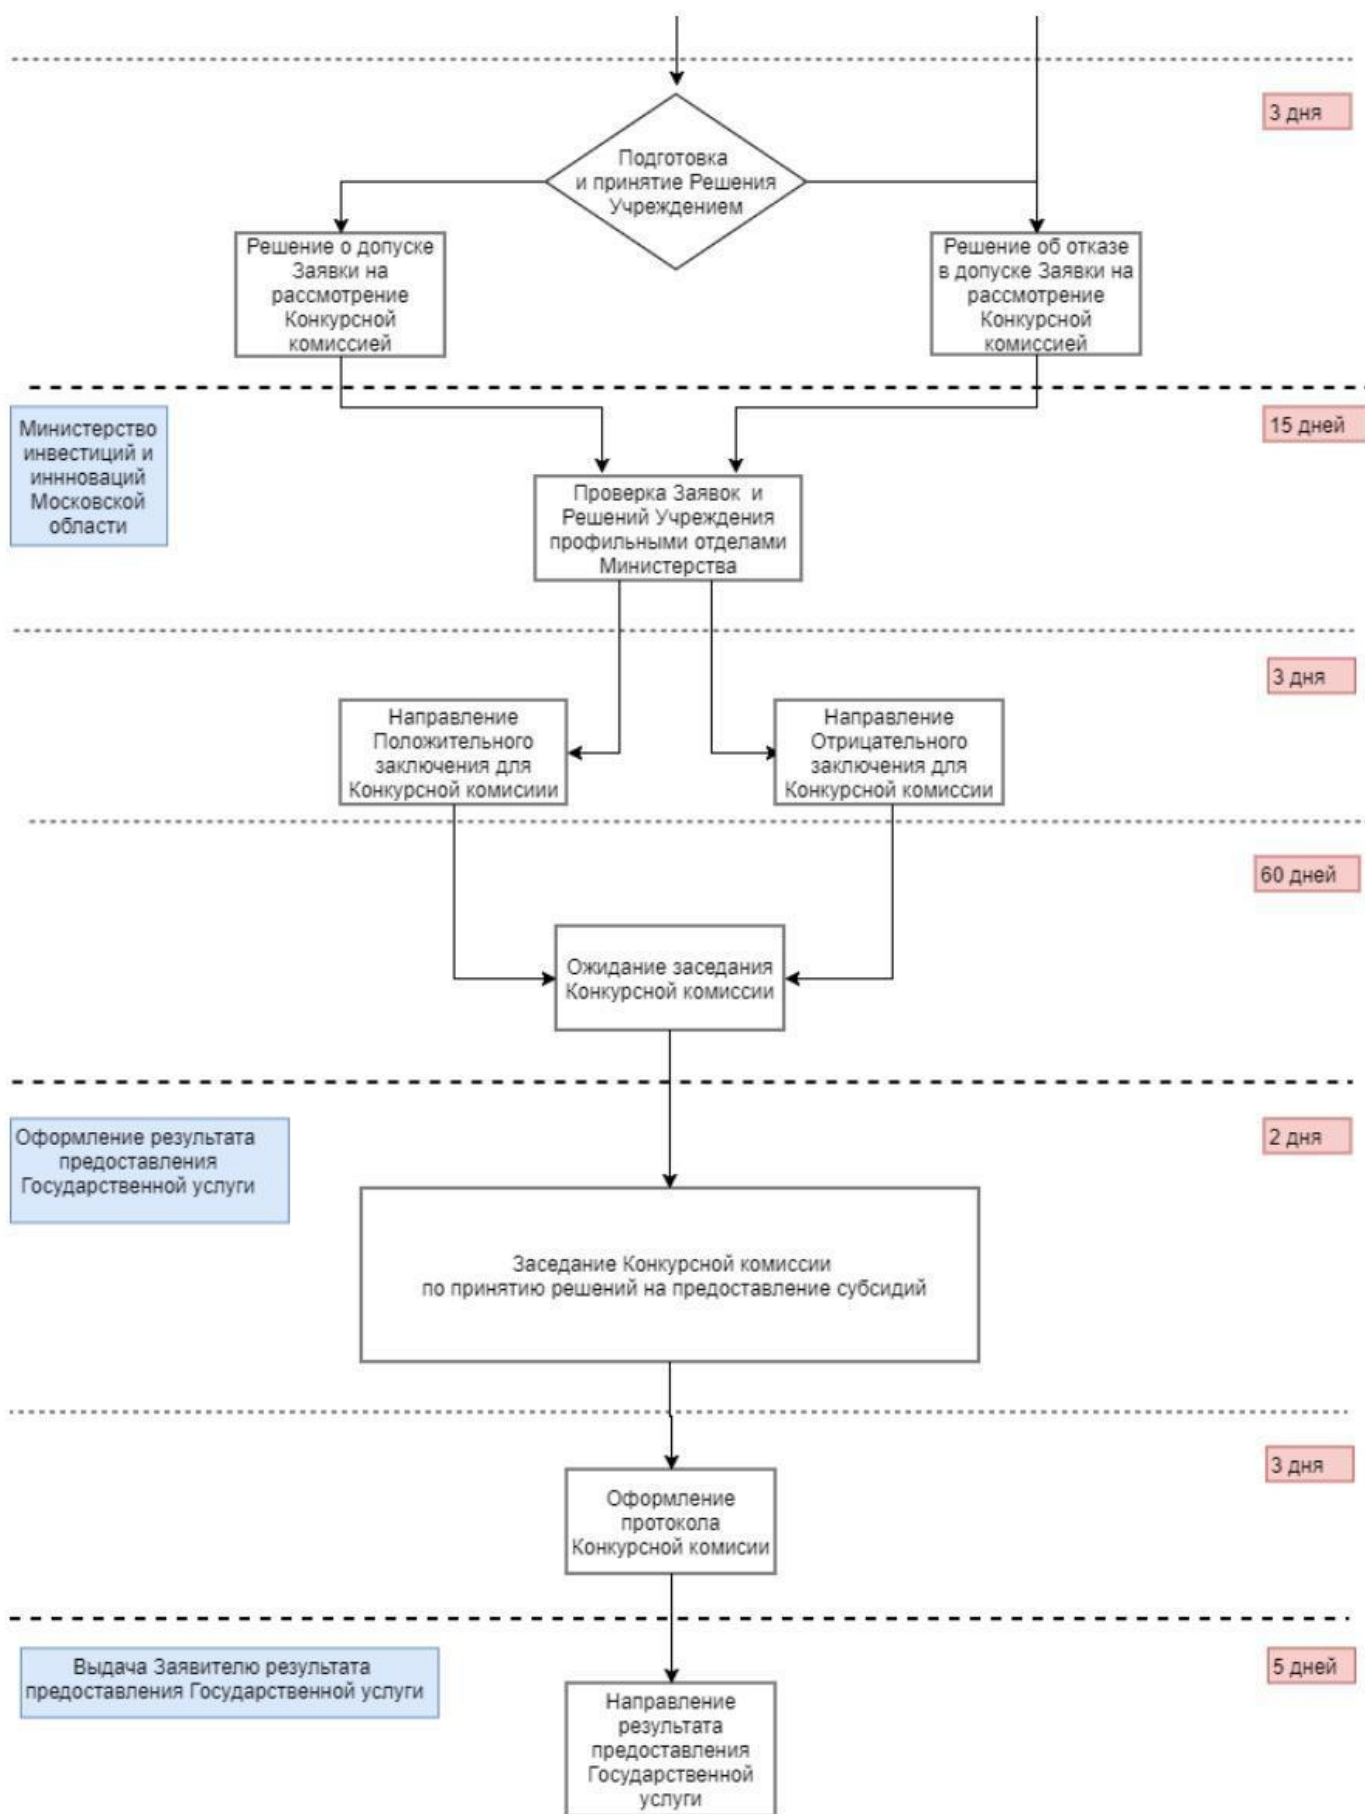 3 дня
Подготовка
и принятие Решения
Учреждением
Решение о допуске
Заявки на
рассмотрение
Конкурсной
комиссией
Решение об отказе
в допуске Заявки на
рассмотрение
Конкурсной
комиссией
Министерство
инвестиций и
иннноваций
Московской
области
15 дней
Проверка Заявок и
Решений Учреждения
профильными отделами
Министерства
3 дня
Направление
Положительного
заключения для
Конкурсной комисиии
Направление
Отрицательного
заключения для
Конкурсной комиссии
60 дней
Ожидание заседания
Конкурсной комиссии
Оформление результата
предоставления
Государственной услуги
2 дня
Заседание Конкурсной комиссии
по принятию решений на предоставление субсидий
3 дня
Оформление
протокола
Конкурсной комисии
Выдача Заявителю результата
предоставления Государственной услуги
5 дней
Направление
результата
предоставления
Государственной
услуги